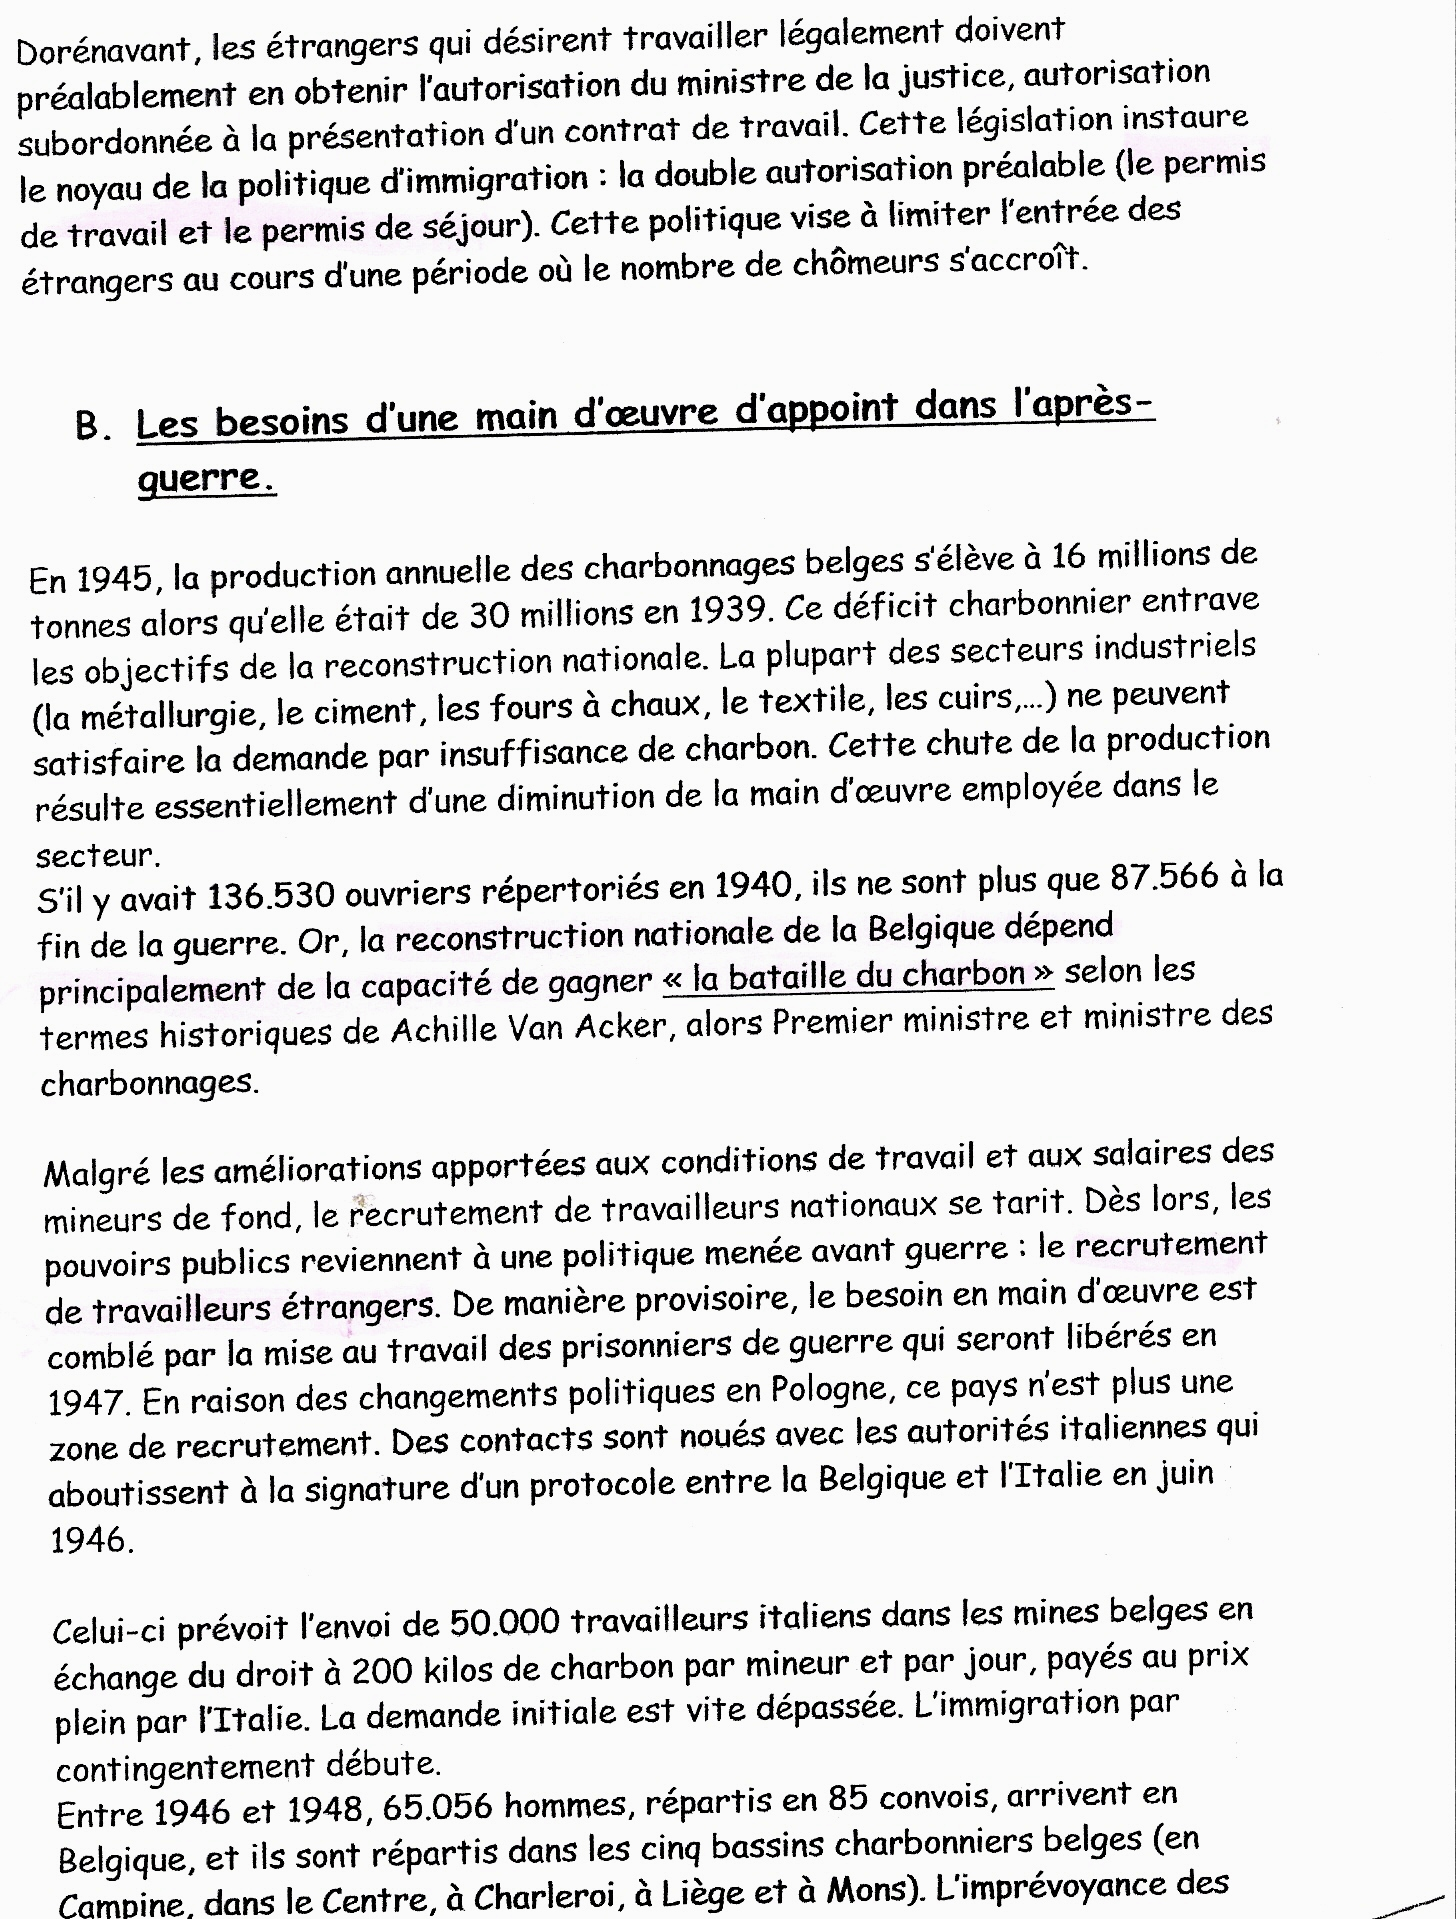 Dorénavant, les étrangers qui désirent travailler légalement doivent
préalablement en obtenir l'autorisation du ministre de la justice, autorisation
subordonnée à la présentation d'un contrat de travail. Cette législation instaure
le noyau de la politique d'immigration : la double autorisation préalable (le permis
de travail et le permis de séjour). Cette politique vise à limiter l'entrée des
étrangers au cours d'une période où le nombre de chômeurs s'accroît.
B. Les besoins d'une main d'œuvre d'appoint dans l'après-
guerre.
En 1945, la production annuelle des charbonnages belges s'élève à 16 millions de
tonnes alors qu'elle était de 30 millions en 1939. Ce déficit charbonnier entrave
les objectifs de la reconstruction nationale. La plupart des secteurs industriels
(la métallurgie, le ciment, les fours à chaux, le textile, les cuirs,...) ne peuvent
satisfaire la demande par insuffisance de charbon. Cette chute de la production
résulte essentiellement d'une diminution de la main d'œuvre employée dans le
secteur.
S'il y avait 136.530 ouvriers répertoriés en 1940, ils ne sont plus que 87.566 à la
fin de la guerre. Or, la reconstruction nationale de la Belgique dépend
principalement de la capacité de gagner « la bataille du charbon » selon les
termes historiques de Achille Van Acker, alors Premier ministre et ministre des
charbonnages.
Malgré les améliorations apportées aux conditions de travail et aux salaires des
mineurs de fond, le recrutement de travailleurs nationaux se tarit. Dès lors, les
pouvoirs publics reviennent à une politique menée avant guerre : le recrutement
de travailleurs étrangers. De manière provisoire, le besoin en main d'œuvre est
comblé par la mise au travail des prisonniers de guerre qui seront libérés en
1947. En raison des changements politiques en Pologne, ce pays n'est plus une
zone de recrutement. Des contacts sont noués avec les autorités italiennes qui
aboutissent à la signature d'un protocole entre la Belgique et l'Italie en juin
1946.
Celui-ci prévoit l'envoi de 50.000 travailleurs italiens dans les mines belges en
échange du droit à 200 kilos de charbon par mineur et par jour, payés au prix
plein par l'Italie. La demande initiale est vite dépassée. L'immigration par
contingentement débute.
Entre 1946 et 1948, 65.056 hommes, répartis en 85 convois, arrivent en
Belgique, et ils sont répartis dans les cinq bassins charbonniers belges (en
Campine, dans le Centre, à Charleroi, à Liège et à Mons). L'imprévoyance des